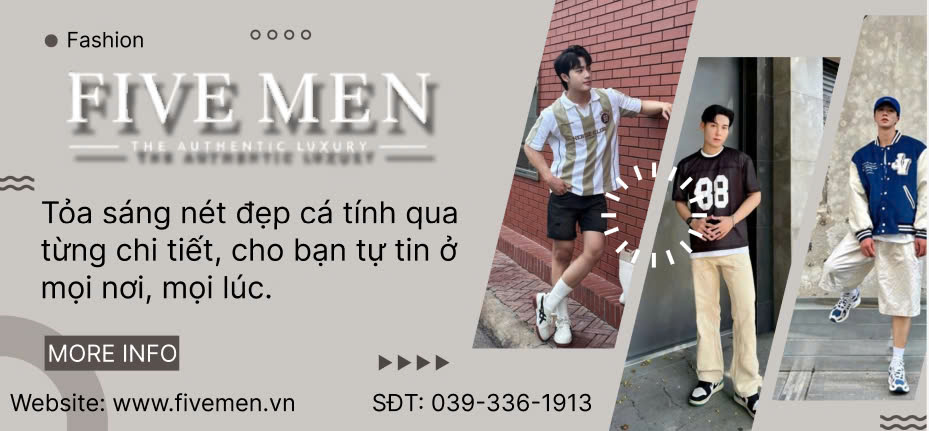 Fashion
FIVE MEN
THE AUTHENTIC LUXURY
Tỏa sáng nét đẹp cá tính qua
từng chi tiết, cho bạn tự tin ở
mọi nơi, mọi lúc.
MORE INFO
Website: www.fivemen.vn
SĐT: 039-336-1913
88